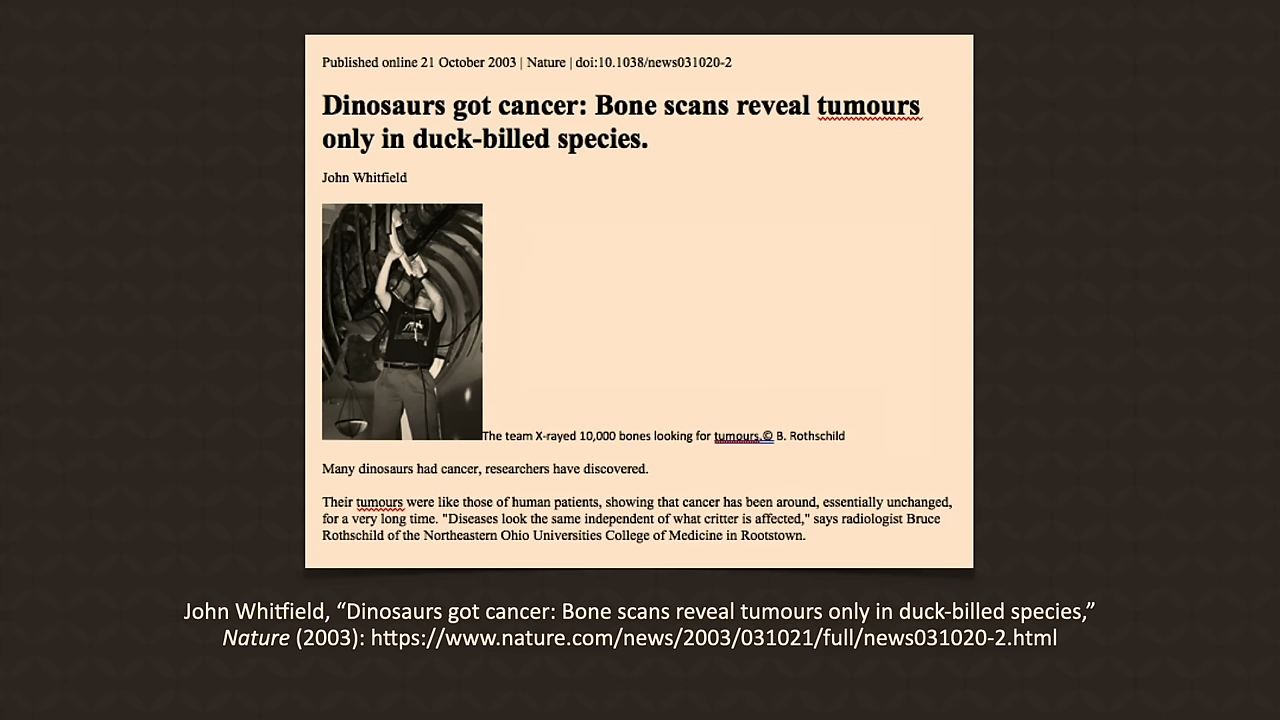 Published online 21 October 2003 | Nature | doi:10.1038/news031020-2
Dinosaurs got cancer: Bone scans reveal tumours
only in duck-billed species.
John Whitfield
The team X-rayed 10,000 bones looking for tumours.© B. Rothschild
Many dinosaurs had cancer, researchers have discovered.
Their tumours were like those of human patients, showing that cancer has been around, essentially unchanged,
for a very long time. "Diseases look the same independent of what critter is affected," says radiologist Bruce
Rothschild of the Northeastern Ohio Universities College of Medicine in Rootstown.
John Whitfield, “Dinosaurs got cancer: Bone scans reveal tumours only in duck-billed species,”
Nature (2003): https://www.nature.com/news/2003/031021/full/news031020-2.html